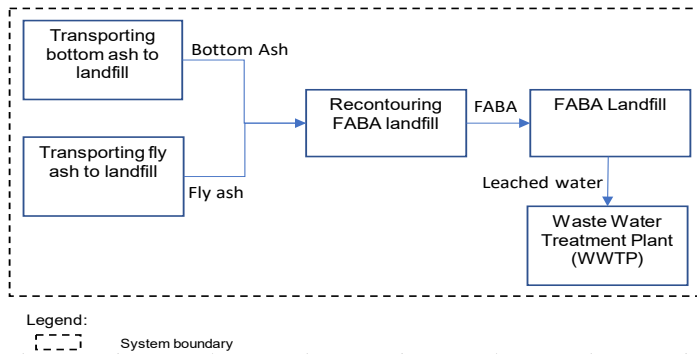 Transporting
bottom ash to
landfill
Bottom Ash
Transporting fly
ash to landfill
Fly ash
Recontouring
FABA landfill
FABA
FABA Landfill
Leached water
Waste Water
Treatment Plant
(WWTP)
Legend:
System boundary